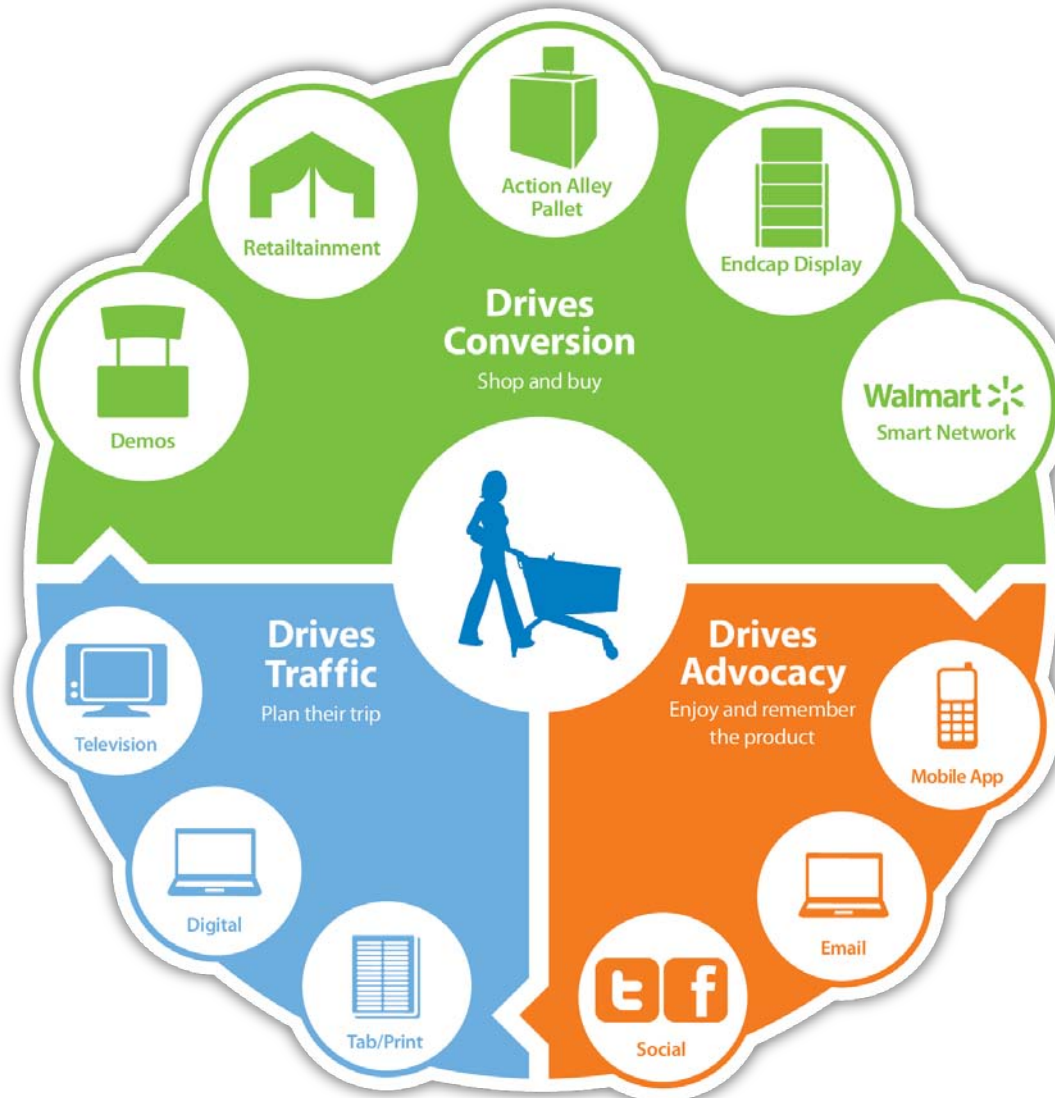 Action Alley
Pallet
Retailtainment
Endcap Display
Demos
Walmart
Smart Network
Drives
Conversion
Shop and buy
Drives
Traffic
Plan their trip
Television
Digital
Tab/Print
Drives
Advocacy
Enjoy and remember
the product
Mobile App
Email
t f
Social